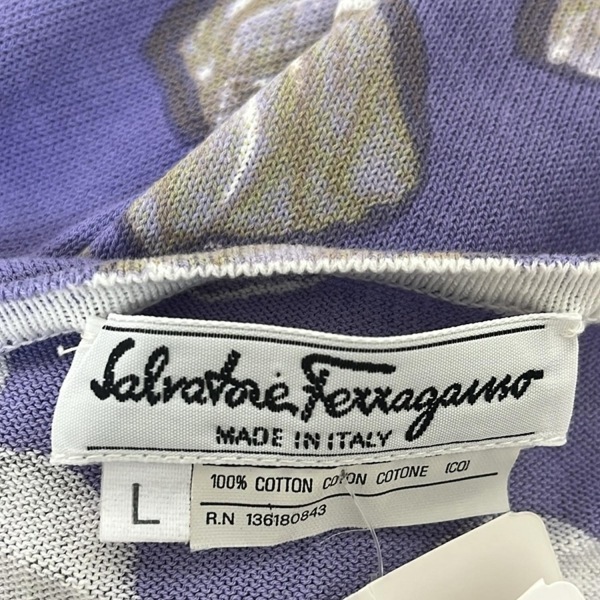 Salvatore Ferragamo
MADE IN ITALY
L
100% COTTON COTON COTONE (CO)
R.N 136180843